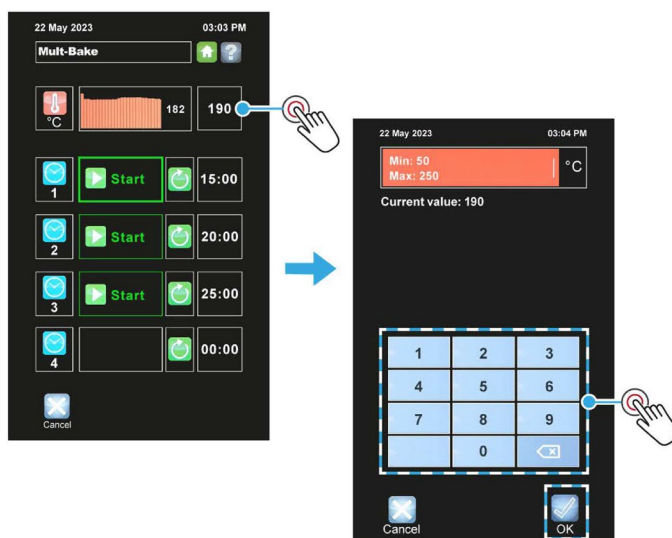 22 May 2023 03:03 PM
Mult-Bake
?
°C 182 190
1 Start 15:00
2 Start 20:00
3 Start 25:00
4 00:00
Cancel
22 May 2023 03:04 PM
Min: 50
Max: 250
°C
Current value: 190
1 2 3
4 5 6
7 8 9
0
Cancel OK